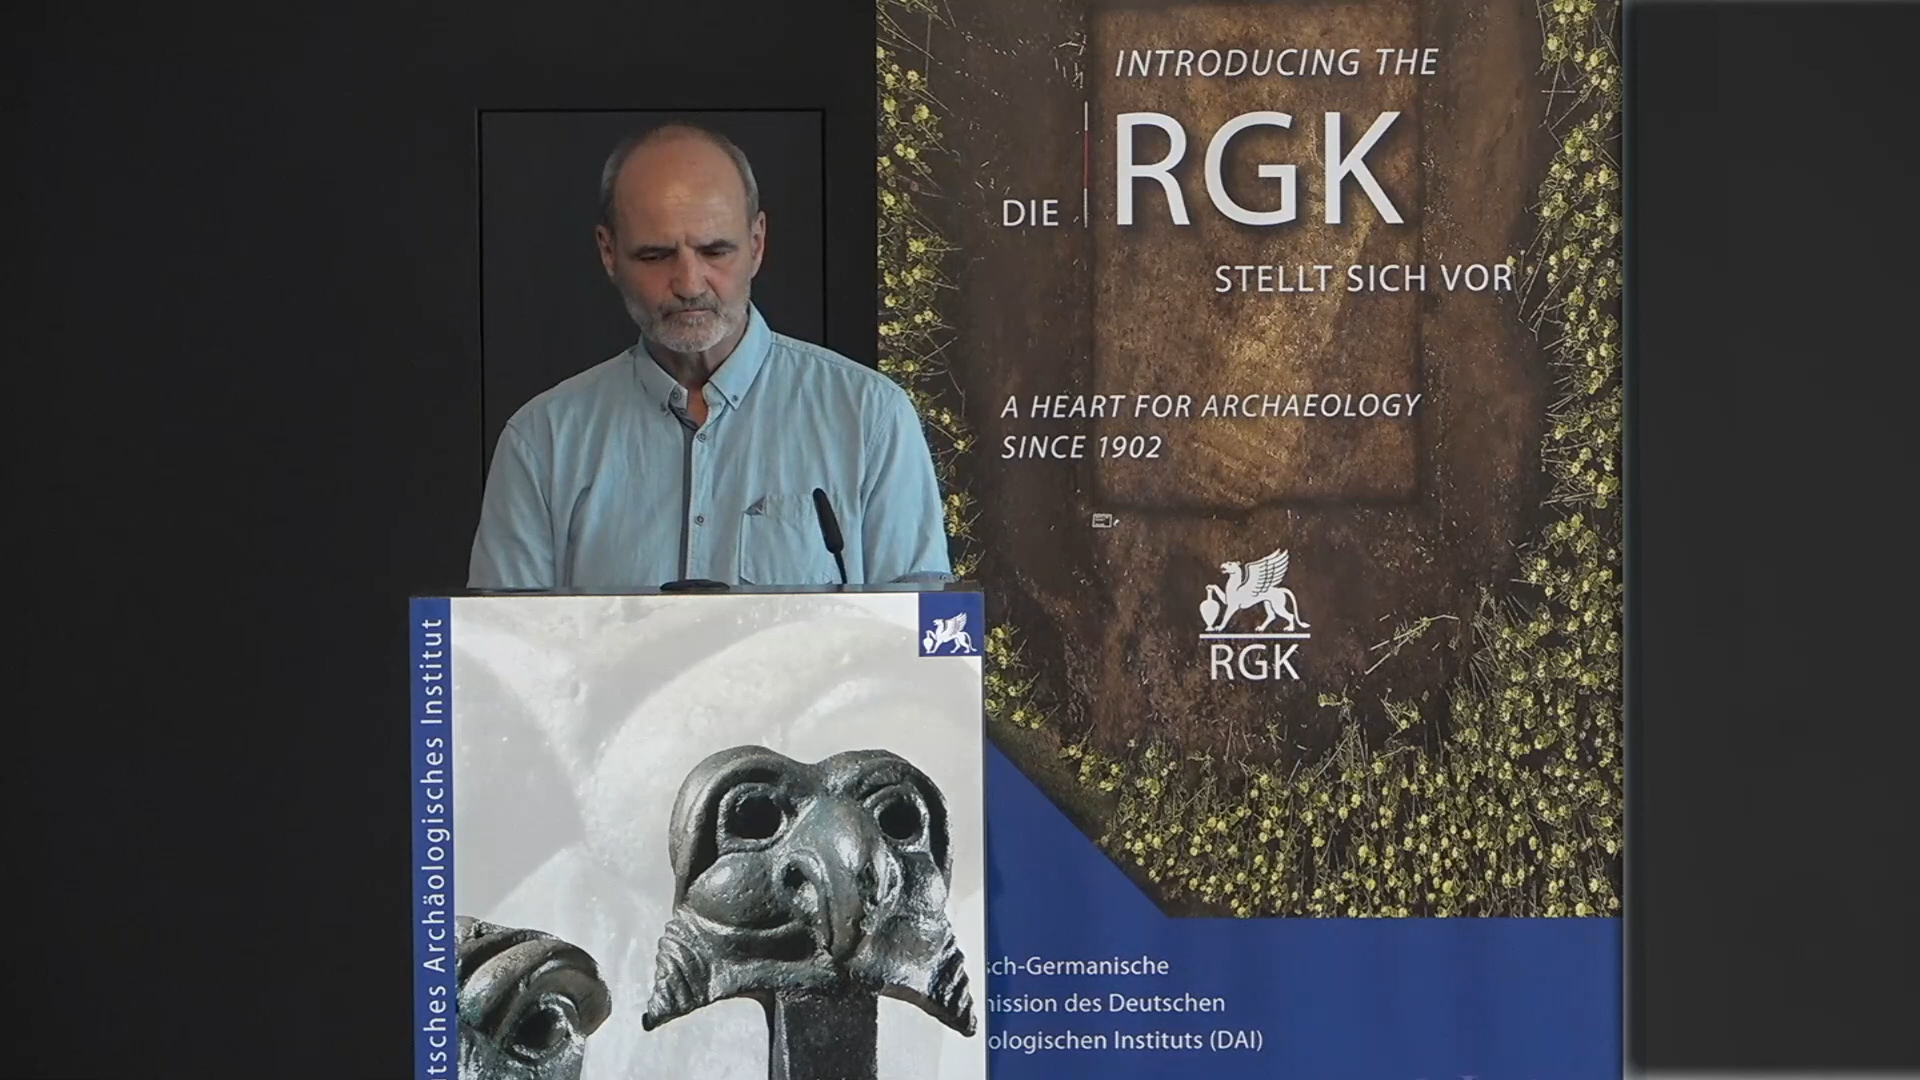 INTRODUCING THE
DIE RGK
STELLT SICH VOR
A HEART FOR ARCHAEOLOGY
SINCE 1902
RGK
sch-Germanische
mission des Deutschen
ologischen Instituts (DAI)
utsches Archäologisches Institut